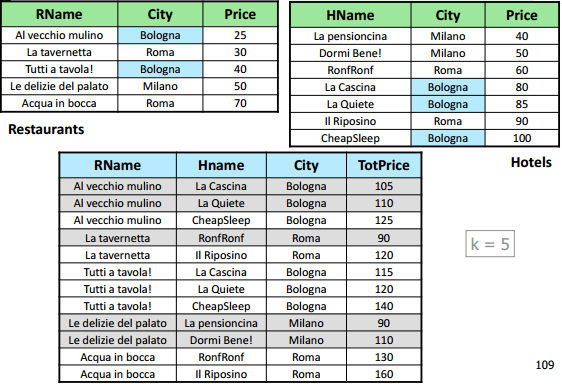 RName City Price
Al vecchio mulino Bologna 25
La tavernetta Roma 30
Tutti a tavola! Bologna 40
Le delizie del palato Milano 50
Acqua in bocca Roma 70
Restaurants
HName City Price
La pensioncina Milano 40
Dormi Bene! Milano 50
RonfRonf Roma 60
La Cascina Bologna 80
La Quiete Bologna 85
Il Riposino Roma 90
CheapSleep Bologna 100
Hotels
RName Hname City TotPrice
Al vecchio mulino La Cascina Bologna 105
Al vecchio mulino La Quiete Bologna 110
Al vecchio mulino CheapSleep Bologna 125
La tavernetta RonfRonf Roma 90
La tavernetta Il Riposino Roma 120
Tutti a tavola! La Cascina Bologna 115
Tutti a tavola! La Quiete Bologna 120
Tutti a tavola! CheapSleep Bologna 140
Le delizie del palato La pensioncina Milano 90
Le delizie del palato Dormi Bene! Milano 110
Acqua in bocca RonfRonf Roma 130
Acqua in bocca Il Riposino Roma 160
k = 5
109